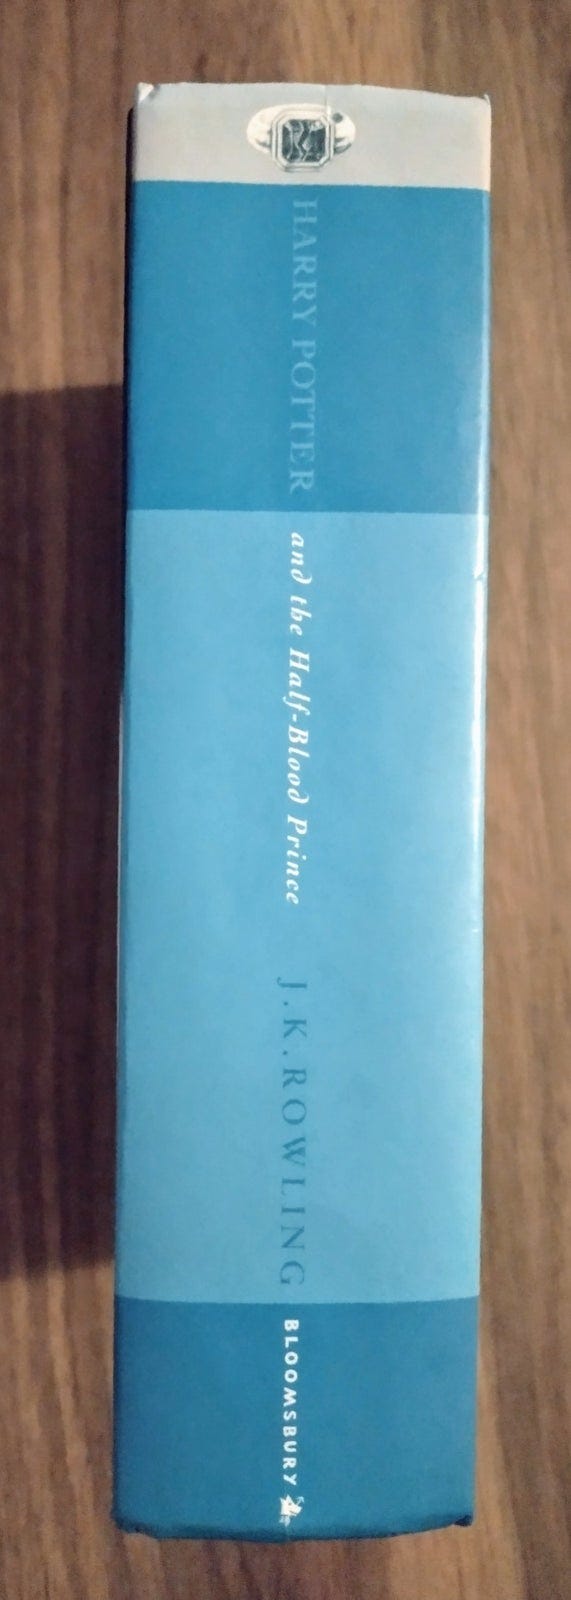 HARRY POTTER
and the Half-Blood Prince
J.K.ROWLING
BLOOMSBURY